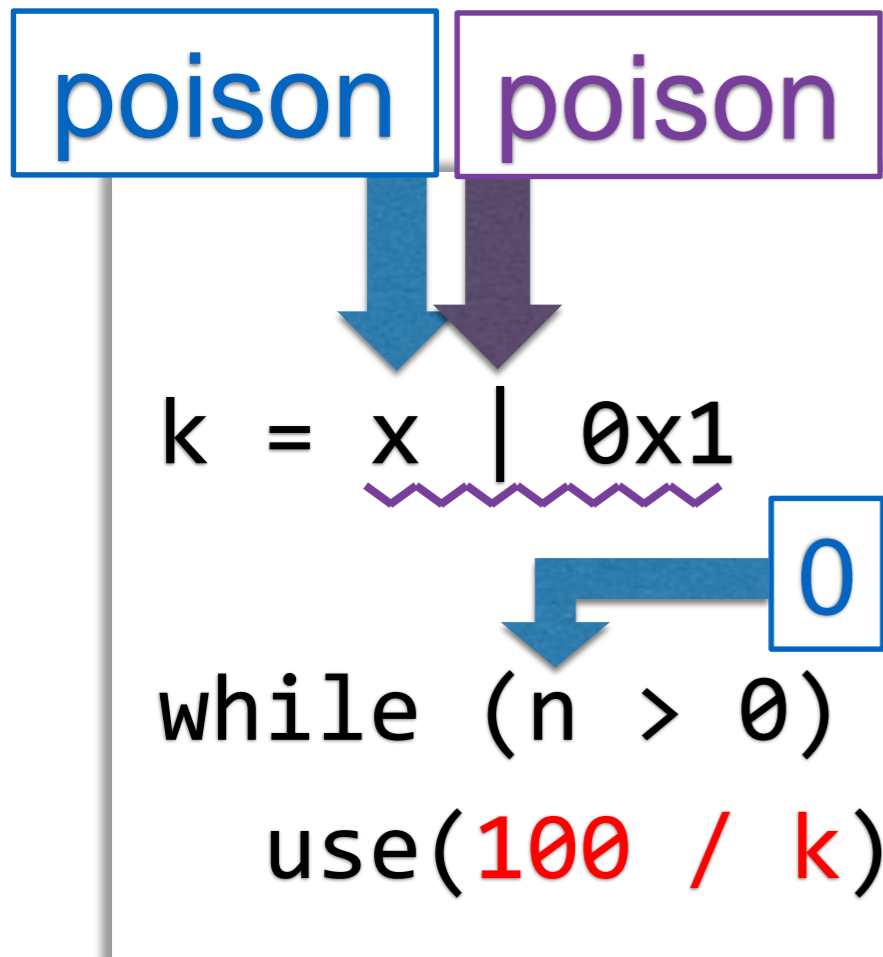 poison poison
k = x | 0x1
0
while (n > 0)
use(100 / k)